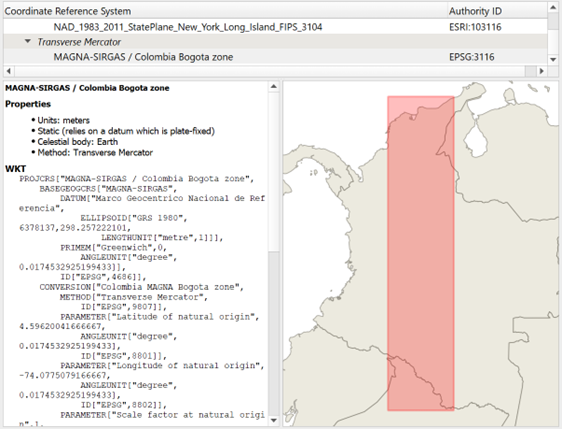 Coordinate Reference System Authority ID
NAD_1983_2011_StatePlane_New_York_Long_Island_FIPS_3104 ESRI:103116
Transverse Mercator
MAGNA-SIRGAS / Colombia Bogota zone EPSG:3116
MAGNA-SIRGAS / Colombia Bogota zone
Properties
• Units: meters
• Static (relies on a datum which is plate-fixed)
• Celestial body: Earth
• Method: Transverse Mercator
WKT
PROJCRS["MAGNA-SIRGAS / Colombia Bogota zone",
BASEGEOGCRS["MAGNA-SIRGAS",
DATUM["Marco Geocentrico Nacional de Ref
erencia",
ELLIPSOID["GRS 1980",
6378137,298.257222101,
LENGTHUNIT["metre",1]]],
PRIMEM["Greenwich",0,
ANGLEUNIT["degree",
0.0174532925199433]],
ID["EPSG",4686]],
CONVERSION["Colombia MAGNA Bogota zone",
METHOD["Transverse Mercator",
ID["EPSG",9807]],
PARAMETER["Latitude of natural origin",
4.59620041666667,
ANGLEUNIT["degree",
0.0174532925199433],
ID["EPSG",8801]],
PARAMETER["Longitude of natural origin",
-74.0775079166667,
ANGLEUNIT["degree",
0.0174532925199433],
ID["EPSG",8802]],
PARAMETER["Scale factor at natural origi
n",1,